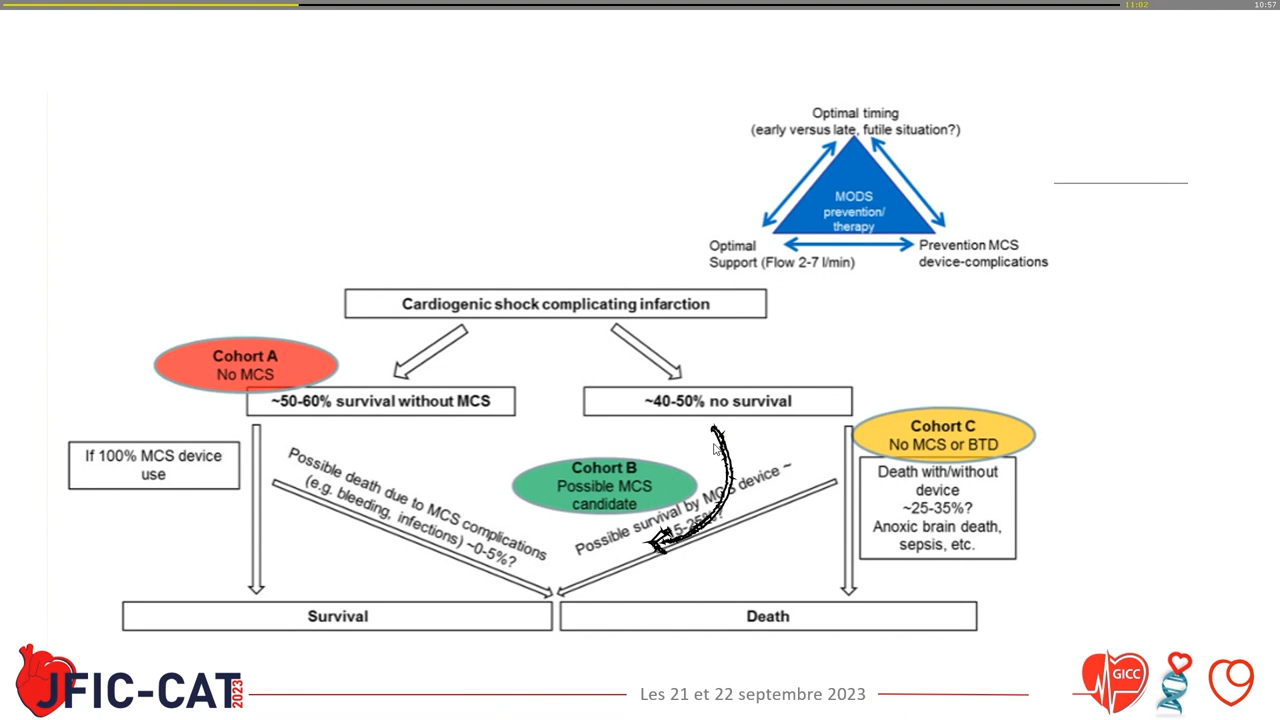 11:02
10:57
Optimal timing
(early versus late, futile situation?)
MODS
prevention/
therapy
Optimal
Support (Flow 2-7 l/min)
Prevention MCS
device-complications
Cardiogenic shock complicating infarction
Cohort A
No MCS
~50-60% survival without MCS
~40-50% no survival
Cohort C
No MCS or BTD
If 100% MCS device
use
Possible death due to MCS complications
(e.g. bleeding, infections) ~0-5%?
Cohort B
Possible MCS
candidate
Possible survival by MCS device ~
Death with/without
device
~25-35%?
Anoxic brain death,
sepsis, etc.
Survival
Death
JFIC-CAT
2023
Les 21 et 22 septembre 2023
GICC